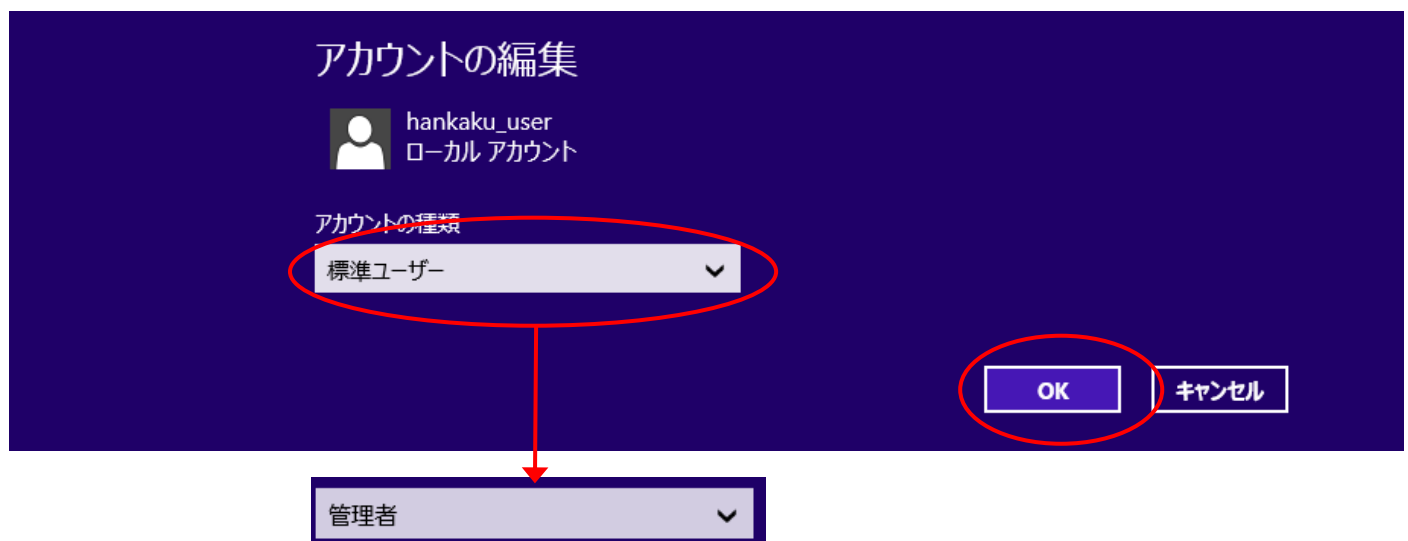 アカウントの編集
hankaku_user
ローカル アカウント
アカウントの種類
標準ユーザー
OK
キャンセル
管理者